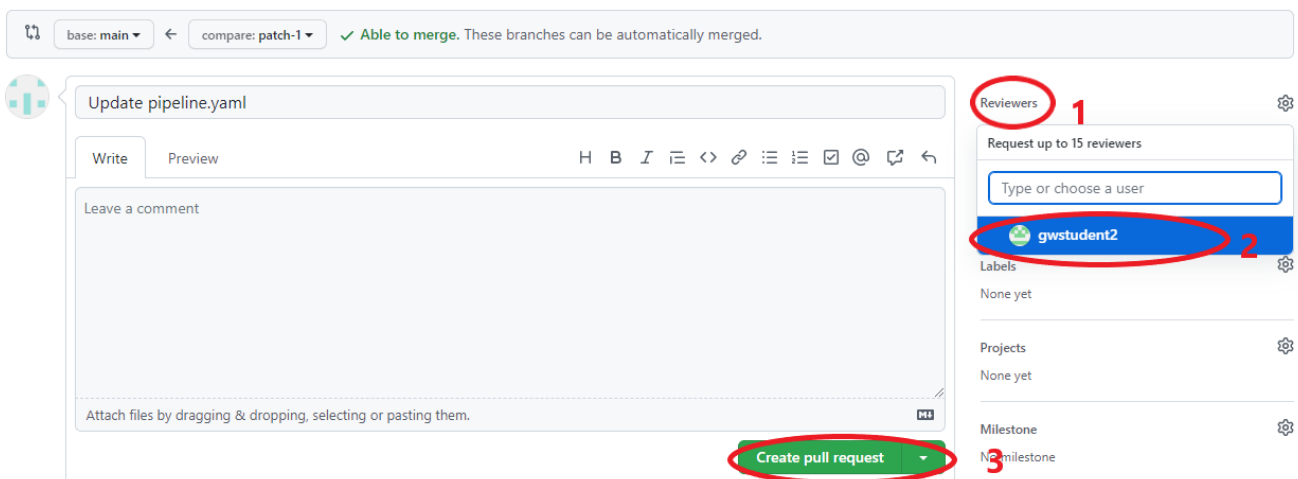 base: main compare: patch-1 Able to merge. These branches can be automatically merged.
Update pipeline.yaml
Write Preview
Leave a comment
Attach files by dragging & dropping, selecting or pasting them.
Create pull request 3
Reviewers 1
Request up to 15 reviewers
Type or choose a user
gwstudent2 2
Labels
None yet
Projects
None yet
Milestone
No milestone